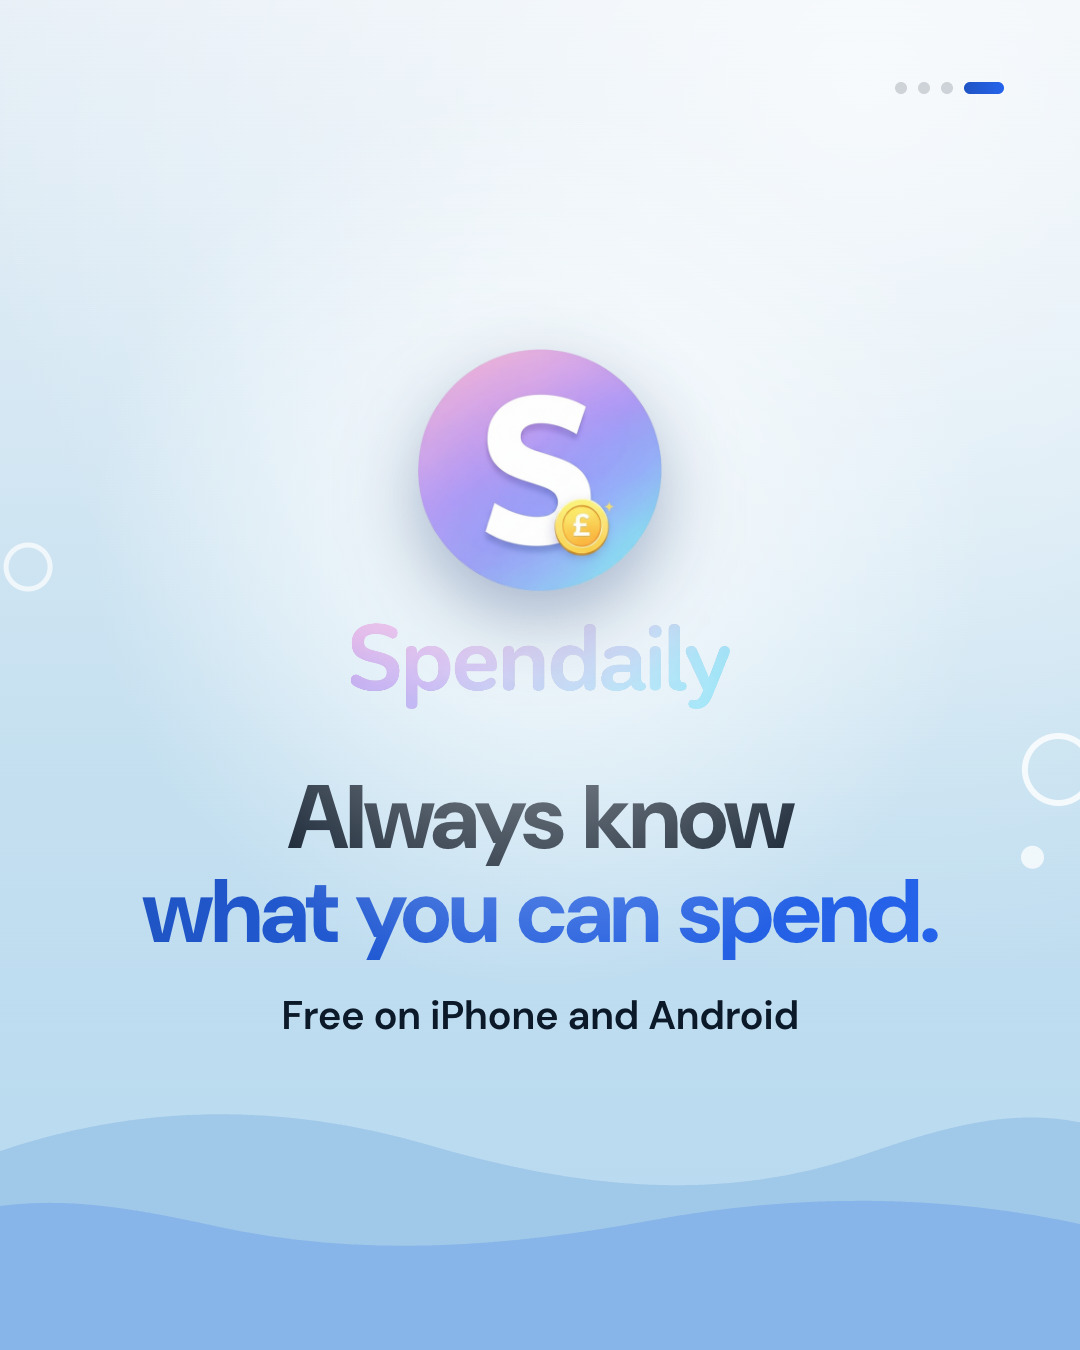 S
£
Spendaily
Always know
what you can spend.
Free on iPhone and Android